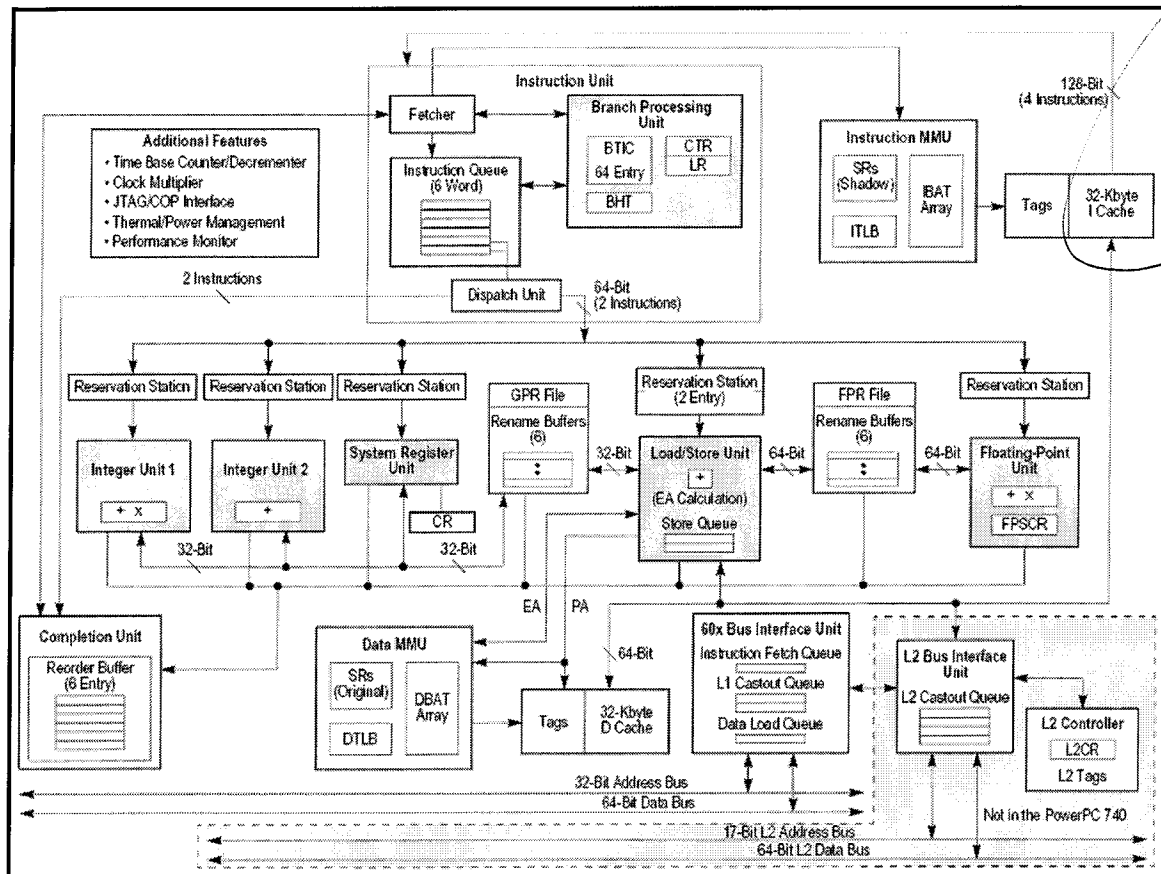 Instruction Unit
Fetcher
Branch Processing
Unit
BTIC
64 Entry
CTR
LR
BHT
Instruction Queue
(6 Word)
Dispatch Unit
64-Bit
(2 Instructions)
2 Instructions
Additional Features
• Time Base Counter/Decrementer
• Clock Multiplier
• JTAG/COP Interface
• Thermal/Power Management
• Performance Monitor
128-Bit
(4 Instructions)
Instruction MMU
SRs
(Shadow)
ITLB
IBAT
Array
Tags
32-Kbyte
I Cache
Reservation Station
Reservation Station
Reservation Station
Reservation Station
(2 Entry)
Reservation Station
Integer Unit 1
+ x
Integer Unit 2
+
System Register
Unit
CR
32-Bit
32-Bit
GPR File
Rename Buffers
(6)
32-Bit
Load/Store Unit
+
(EA Calculation)
Store Queue
64-Bit
FPR File
Rename Buffers
(6)
64-Bit
Floating-Point
Unit
+ x
FPSCR
EA
PA
64-Bit
Completion Unit
Reorder Buffer
(6 Entry)
Data MMU
SRs
(Original)
DTLB
DBAT
Array
Tags
32-Kbyte
D Cache
60x Bus Interface Unit
Instruction Fetch Queue
L1 Castout Queue
Data Load Queue
L2 Bus Interface
Unit
L2 Castout Queue
L2 Controller
L2CR
L2 Tags
32-Bit Address Bus
64-Bit Data Bus
Not in the PowerPC 740
17-Bit L2 Address Bus
64-Bit L2 Data Bus